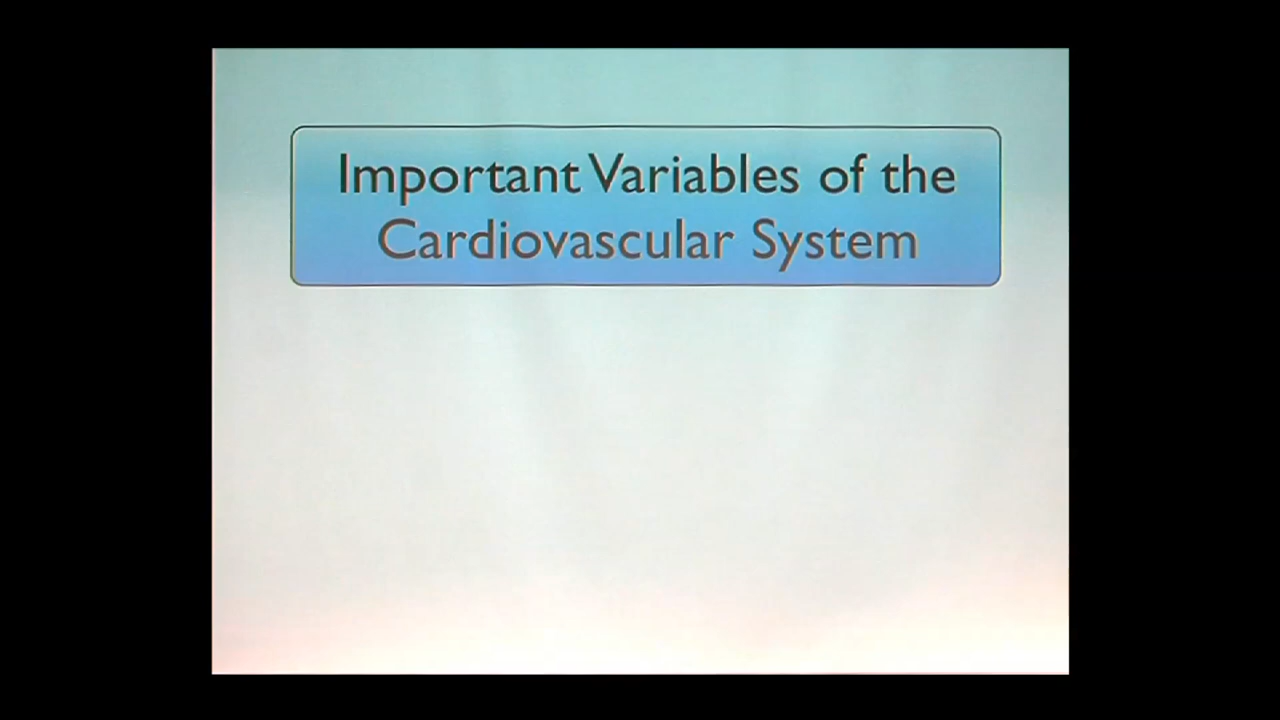 Important Variables of the
Cardiovascular System